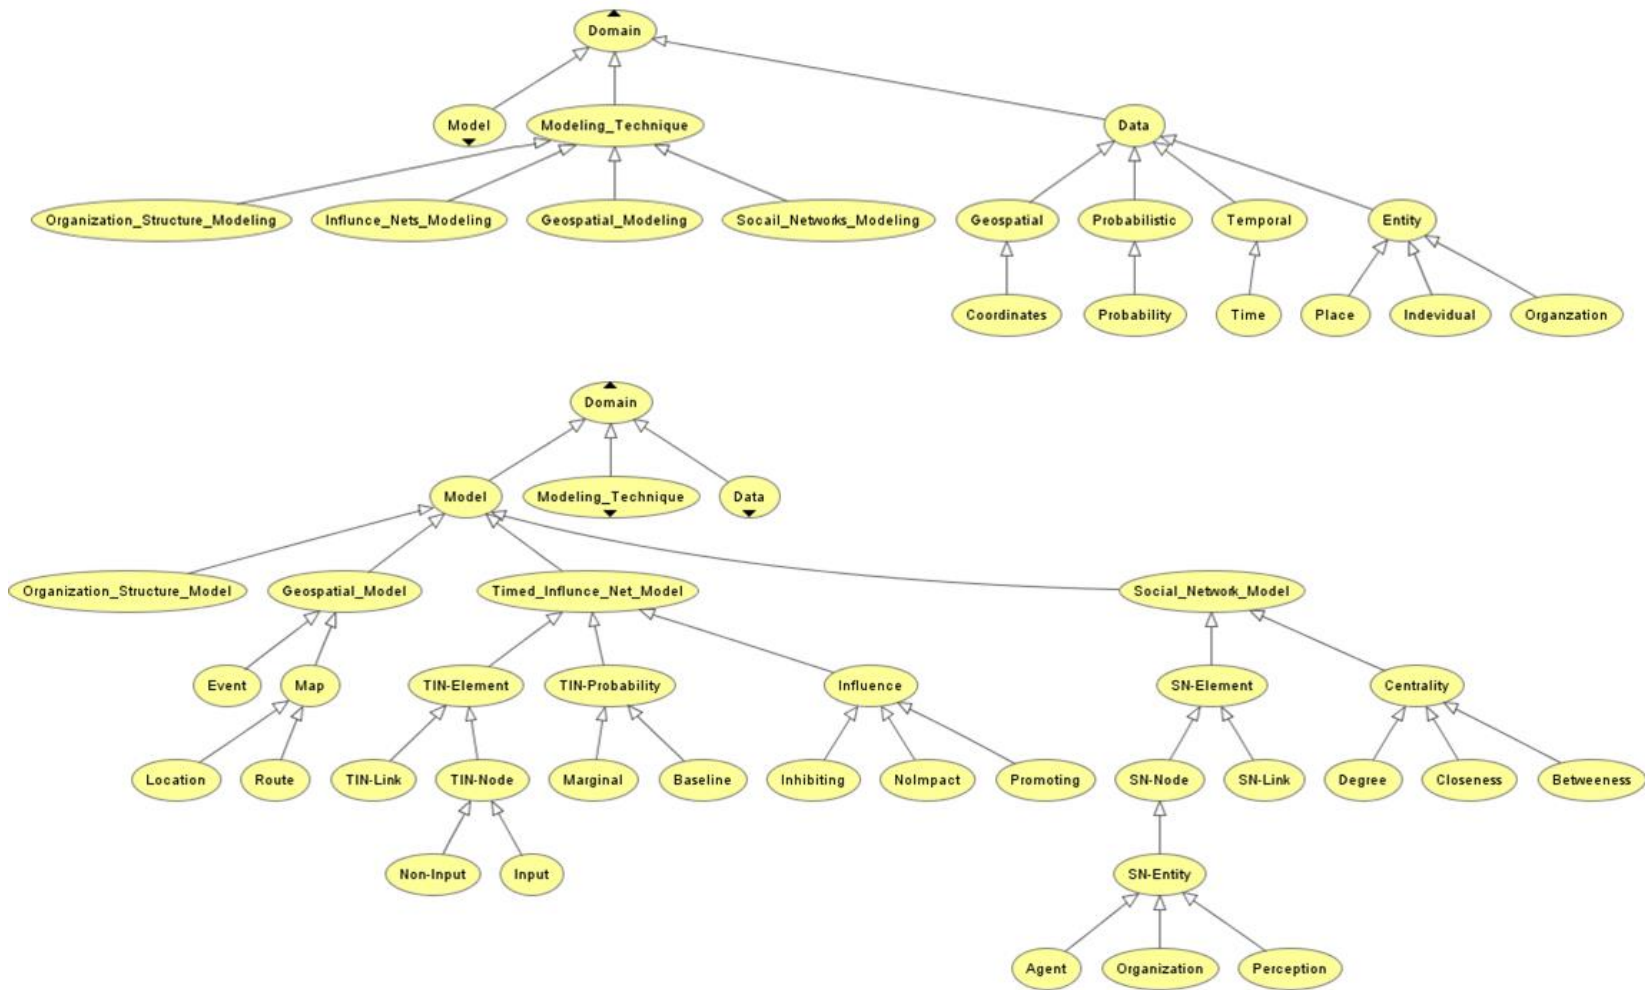 Domain
Model
Modeling_Technique
Data
Organization_Structure_Modeling
Influnce_Nets_Modeling
Geospatial_Modeling
Socail_Networks_Modeling
Geospatial
Probabilistic
Temporal
Entity
Coordinates
Probability
Time
Place
Indevidual
Organzation
Domain
Model
Modeling_Technique
Data
Organization_Structure_Model
Geospatial_Model
Timed_Influnce_Net_Model
Social_Network_Model
Event
Map
TIN-Element
TIN-Probability
Influence
SN-Element
Centrality
Location
Route
TIN-Link
TIN-Node
Marginal
Baseline
Inhibiting
NoImpact
Promoting
SN-Node
SN-Link
Degree
Closeness
Betweeness
Non-Input
Input
SN-Entity
Agent
Organization
Perception